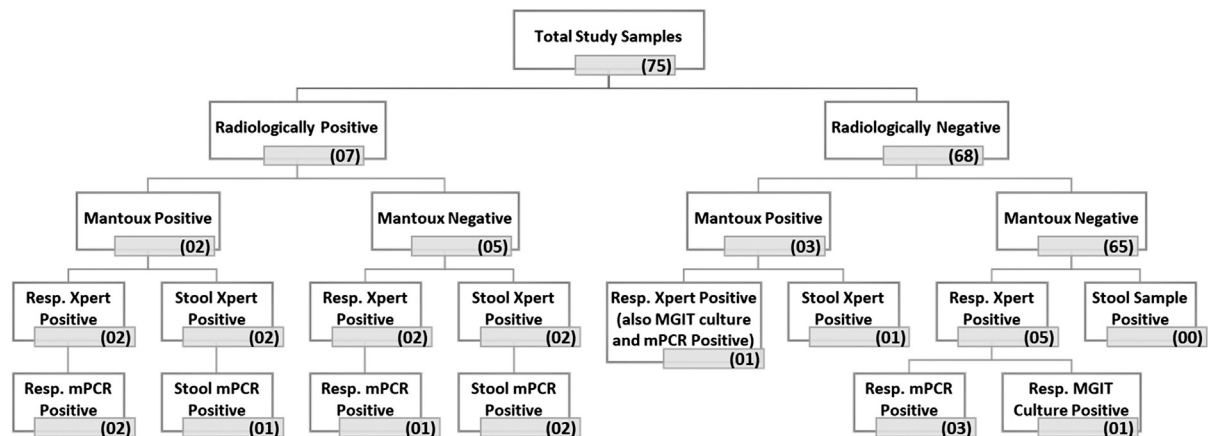 Total Study Samples
(75)
Radiologically Positive
(07)
Radiologically Negative
(68)
Mantoux Positive
(02)
Mantoux Negative
(05)
Mantoux Positive
(03)
Mantoux Negative
(65)
Resp. Xpert
Positive
(02)
Stool Xpert
Positive
(02)
Resp. Xpert
Positive
(02)
Stool Xpert
Positive
(02)
Resp. Xpert Positive
(also MGIT culture
and mPCR Positive)
(01)
Stool Xpert
Positive
(01)
Resp. Xpert
Positive
(05)
Stool Sample
Positive
(00)
Resp. mPCR
Positive
(02)
Stool mPCR
Positive
(01)
Resp. mPCR
Positive
(01)
Stool mPCR
Positive
(02)
Resp. mPCR
Positive
(03)
Resp. MGIT
Culture Positive
(01)